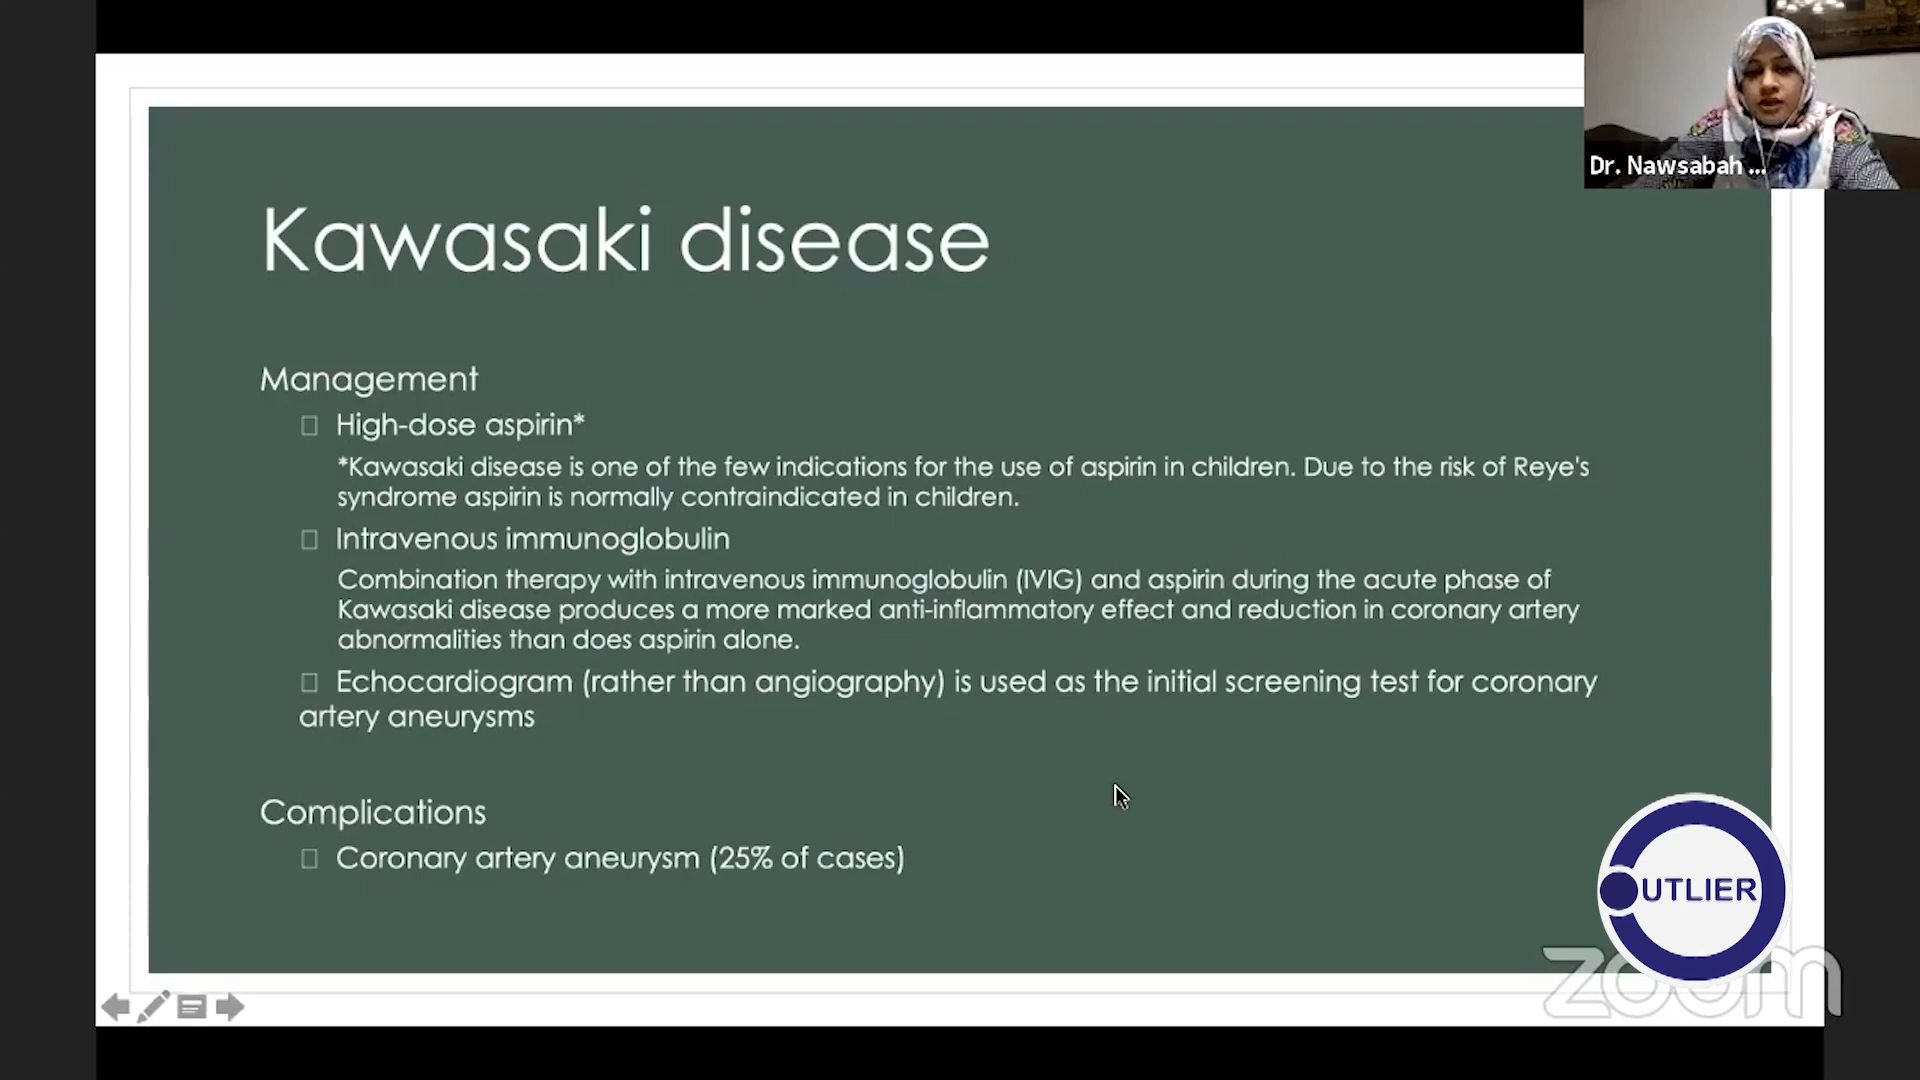 Dr. Nawsabah ...
Kawasaki disease
Management
High-dose aspirin*
*Kawasaki disease is one of the few indications for the use of aspirin in children. Due to the risk of Reye's
syndrome aspirin is normally contraindicated in children.
Intravenous immunoglobulin
Combination therapy with intravenous immunoglobulin (IVIG) and aspirin during the acute phase of
Kawasaki disease produces a more marked anti-inflammatory effect and reduction in coronary artery
abnormalities than does aspirin alone.
Echocardiogram (rather than angiography) is used as the initial screening test for coronary
artery aneurysms
Complications
Coronary artery aneurysm (25% of cases)
OUTLIER
zoom